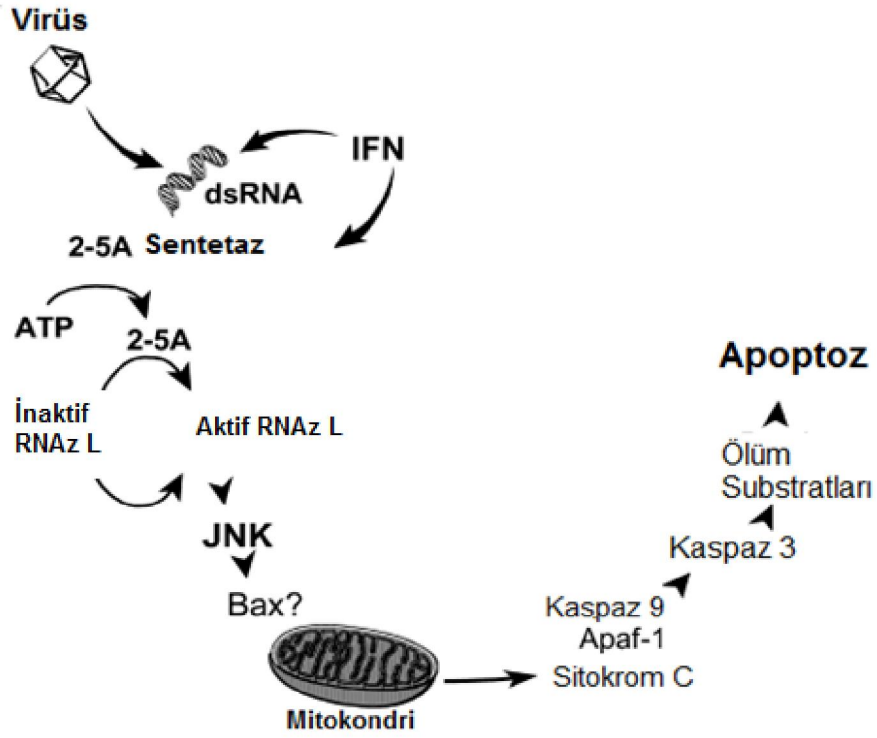 Virüs
IFN
dsRNA
2-5A Sentetaz
ATP
2-5A
İnaktif
RNAz L
Aktif RNAz L
JNK
Bax?
Mitokondri
Sitokrom C
Apaf-1
Kaspaz 9
Kaspaz 3
Ölüm
Substratları
Apoptoz